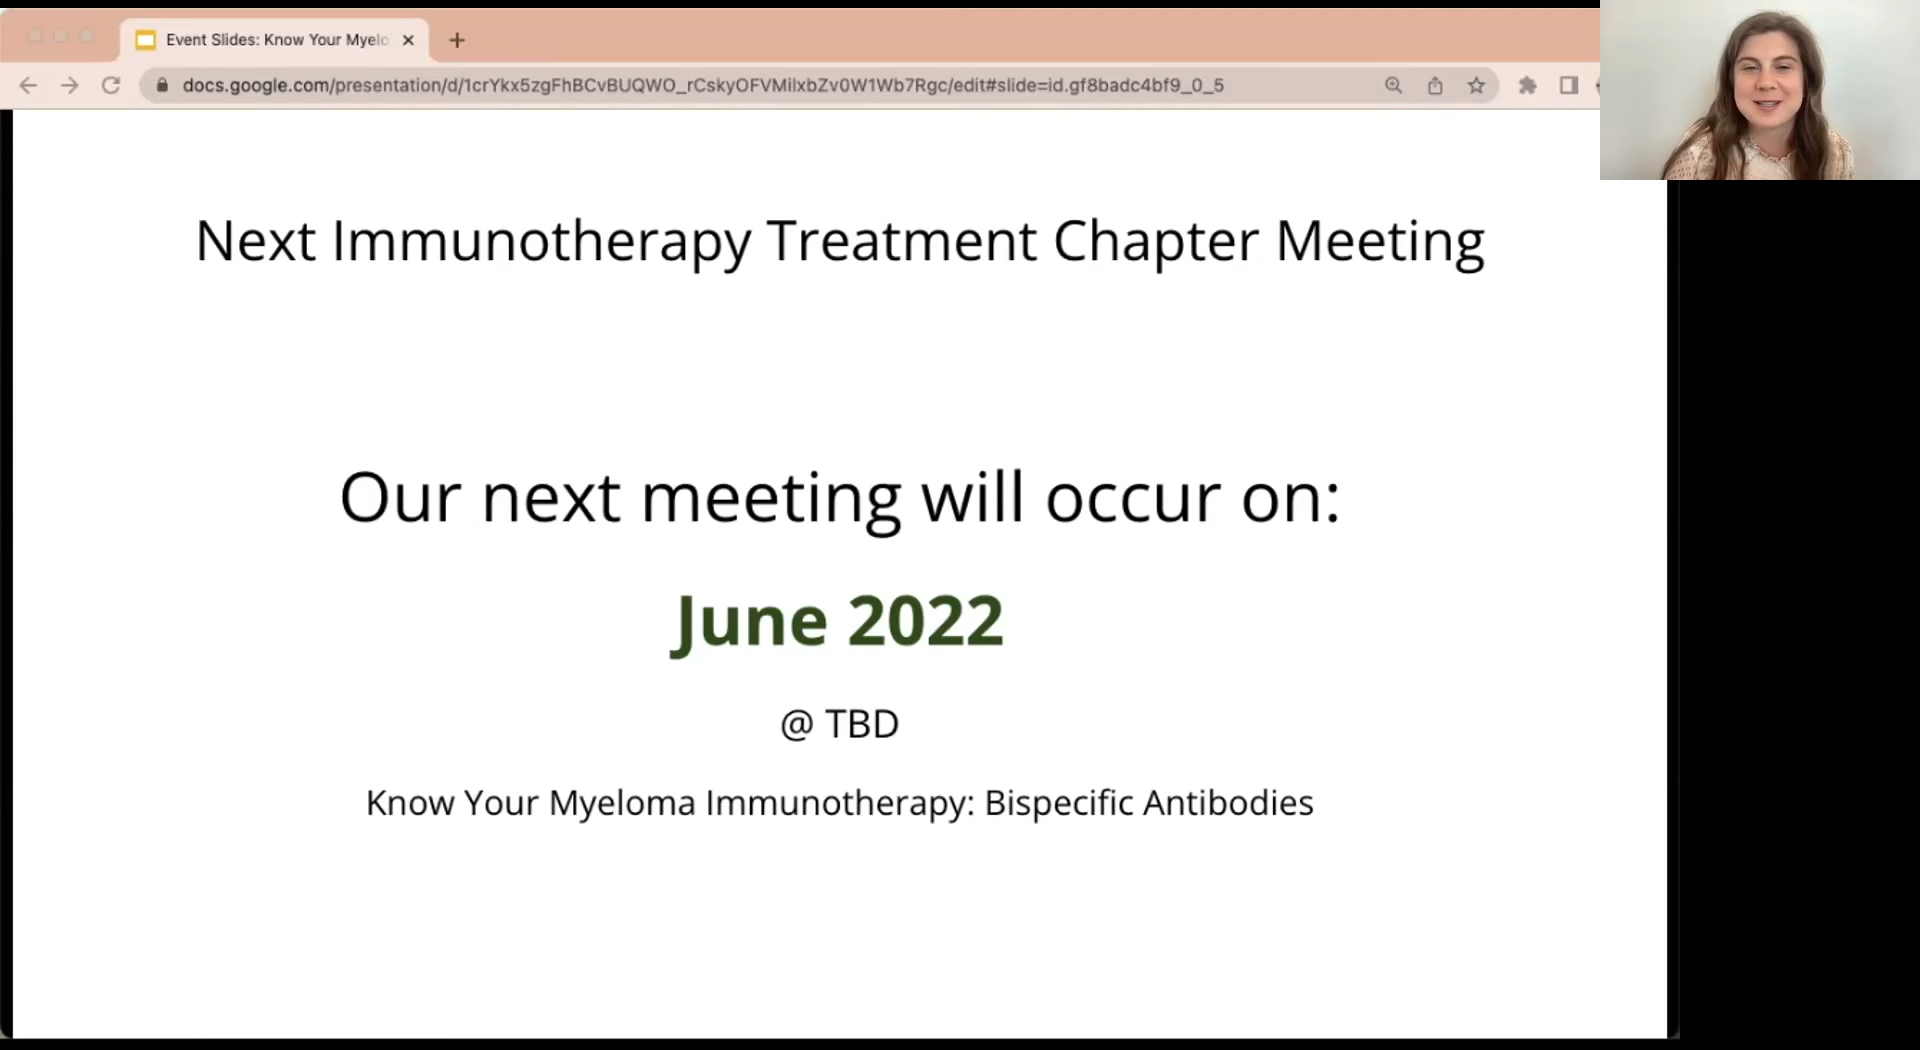 Event Slides: Know Your Myelo
docs.google.com/presentation/d/1crYkx5zgFhBCvBUQWO_rCskyOFVMilxbZv0W1Wb7Rgc/edit#slide=id.gf8badc4bf9_0_5
Next Immunotherapy Treatment Chapter Meeting
Our next meeting will occur on:
June 2022
@ TBD
Know Your Myeloma Immunotherapy: Bispecific Antibodies